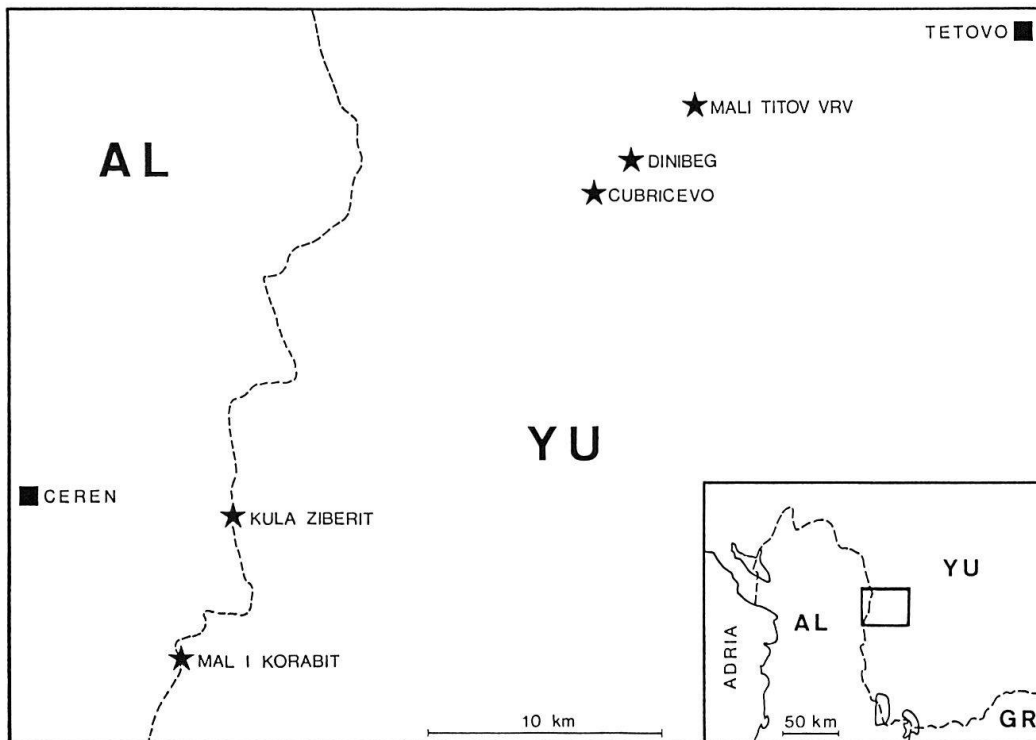 TETOVO
MALI TITOV VRV
AL
DINIBEG
CUBRICEVO
YU
CEREN
KULA ZIBERIT
MAL I KORABIT
10 km
YU
AL
ADRIA
50 km
GR